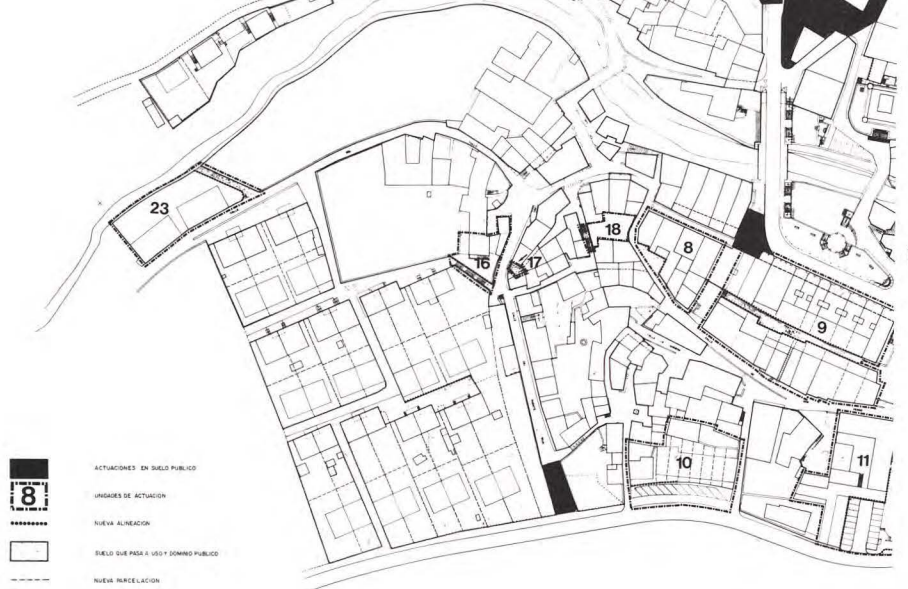 23
16
17
18
8
9
10
11
ACTUACIONES EN SUELO PUBLICO
8
UNIDADES DE ACTUACION
NUEVA ALINEACION
SUELO QUE PASA A USO Y DOMINIO PUBLICO
NUEVA PARCELACION